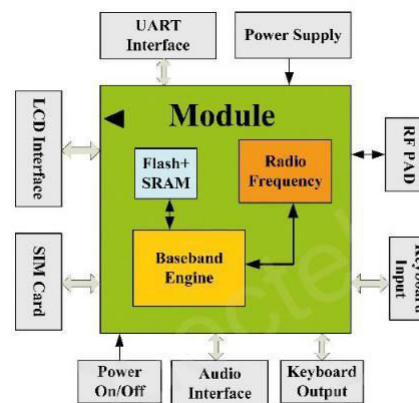 UART
Interface
Power Supply
LCD Interface
Module
RF PAD
Flash+
SRAM
Radio
Frequency
SIM Card
Baseband
Engine
Keyboard
Input
Power
On/Off
Audio
Interface
Keyboard
Output